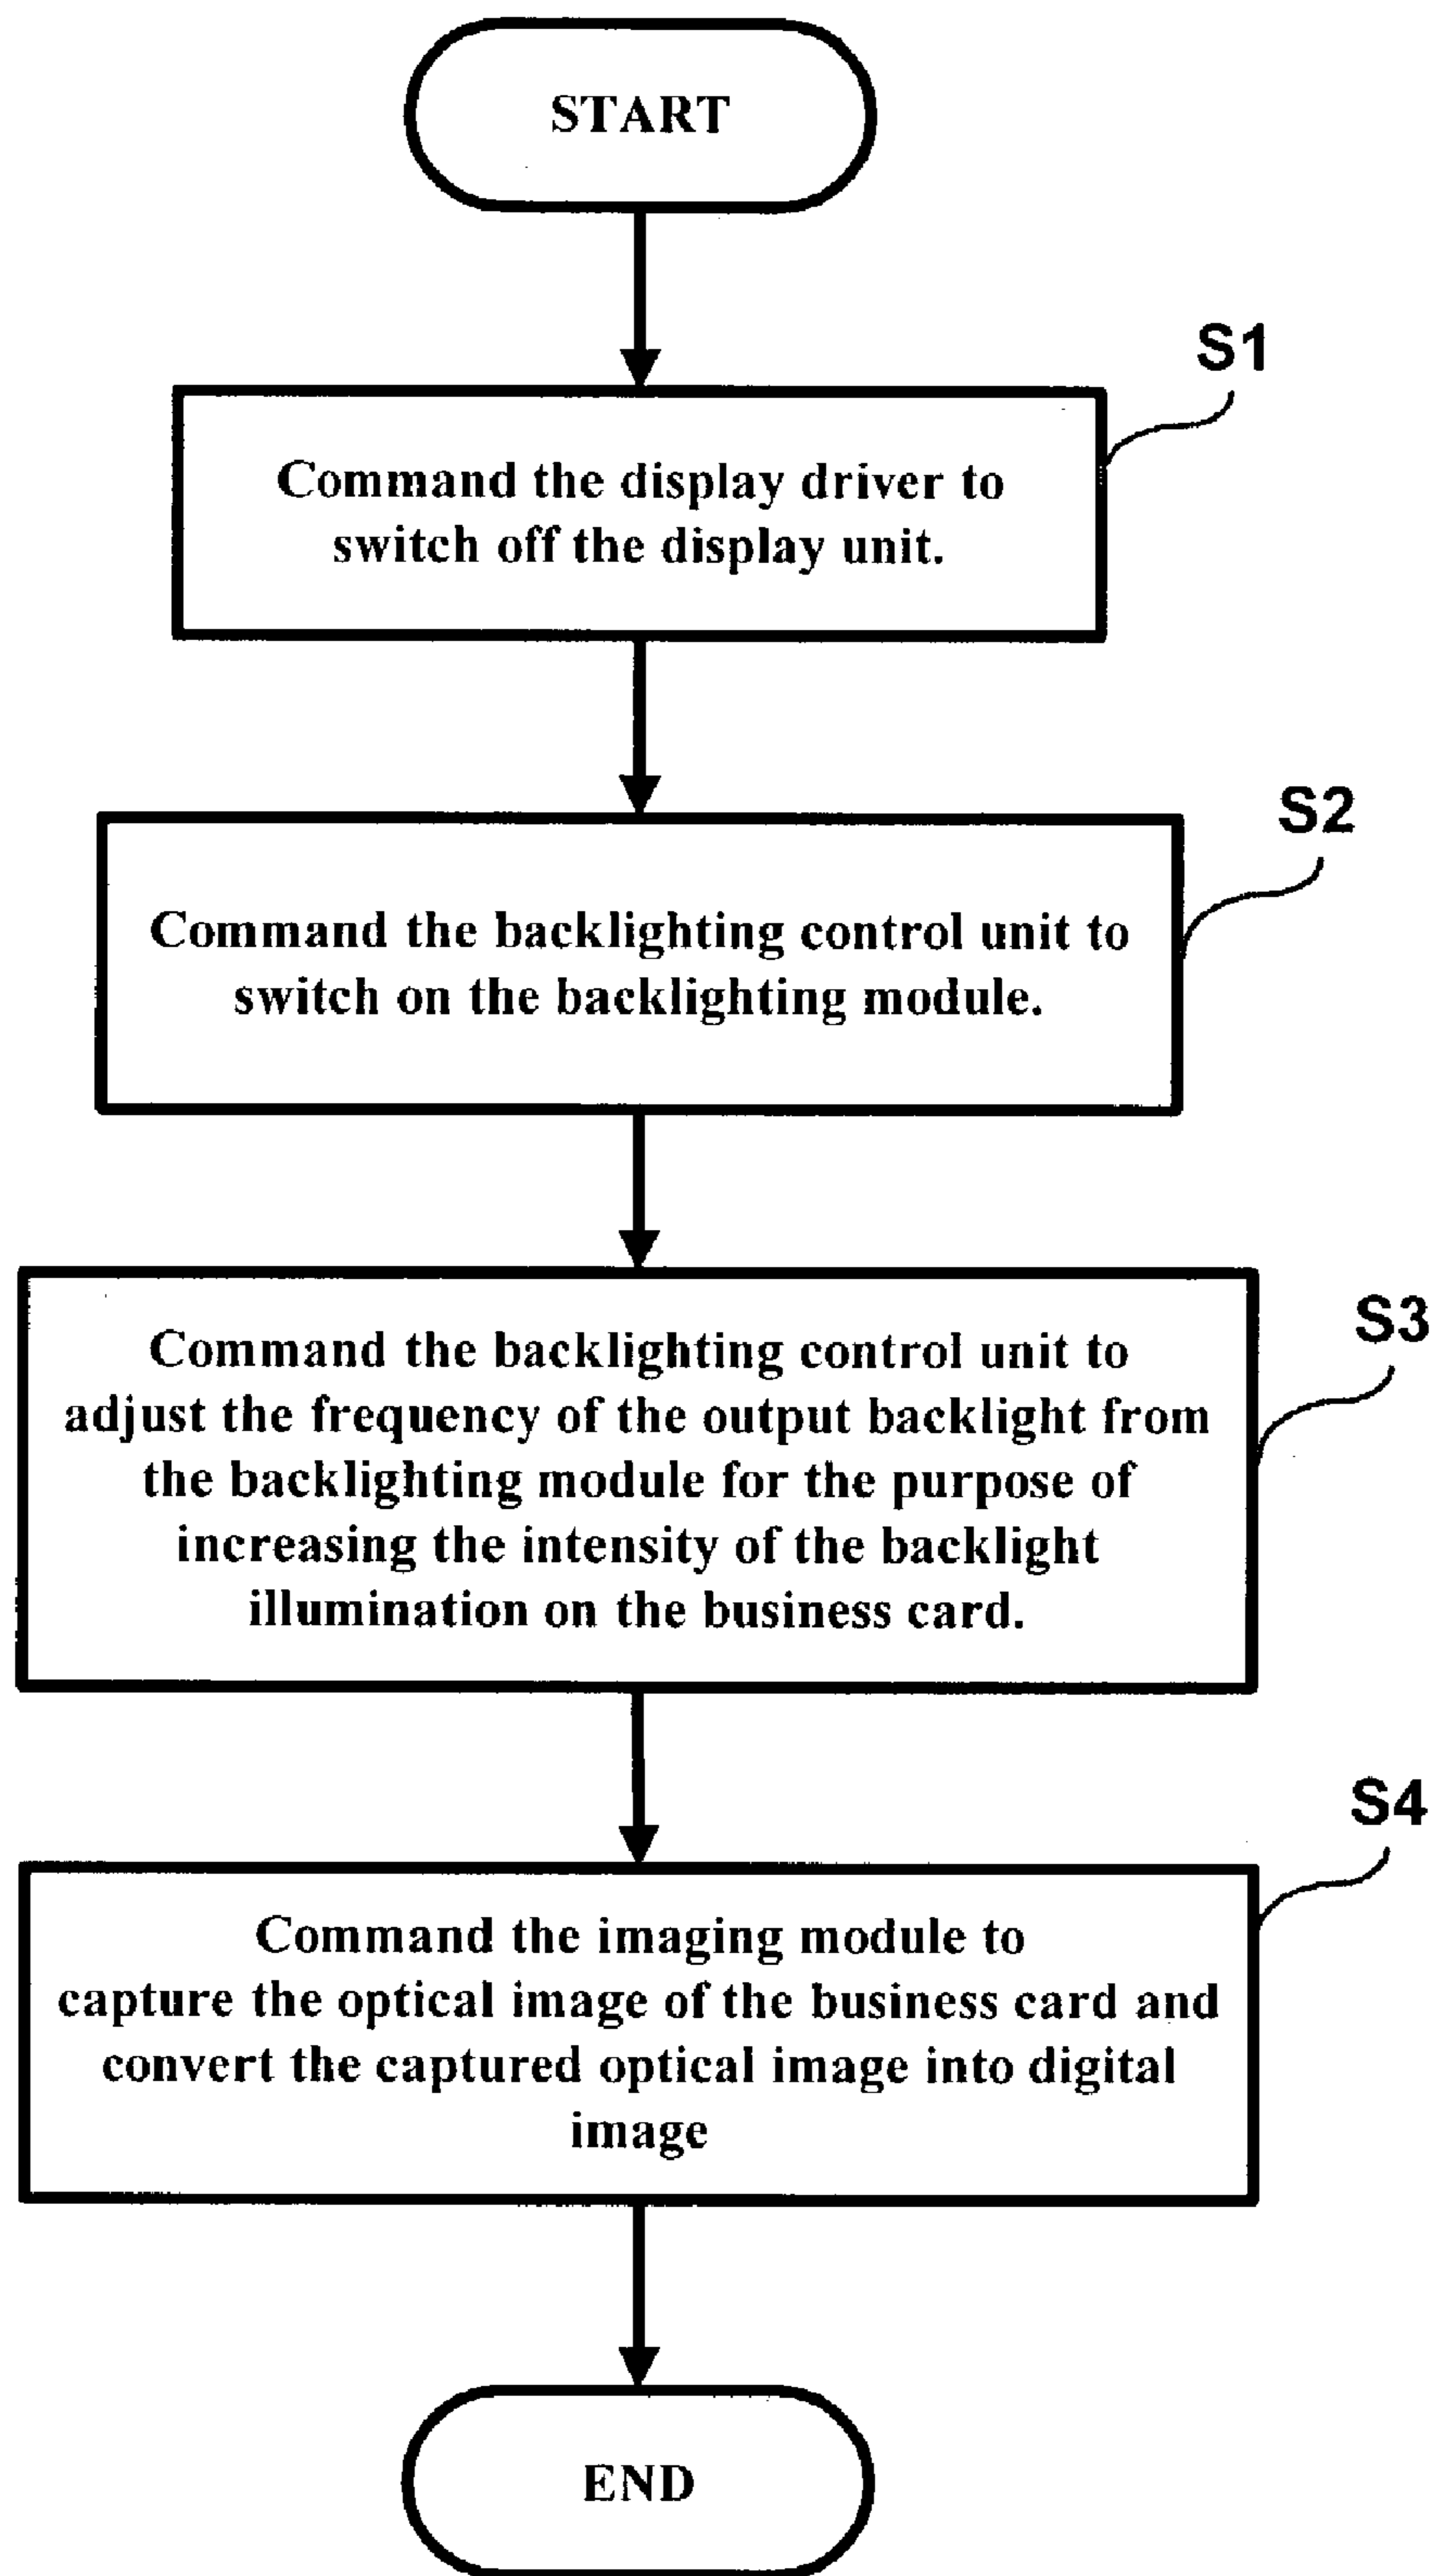 START
S1
Command the display driver to
switch off the display unit.
S2
Command the backlighting control unit to
switch on the backlighting module.
S3
Command the backlighting control unit to
adjust the frequency of the output backlight from
the backlighting module for the purpose of
increasing the intensity of the backlight
illumination on the business card.
S4
Command the imaging module to
capture the optical image of the business card and
convert the captured optical image into digital
image
END